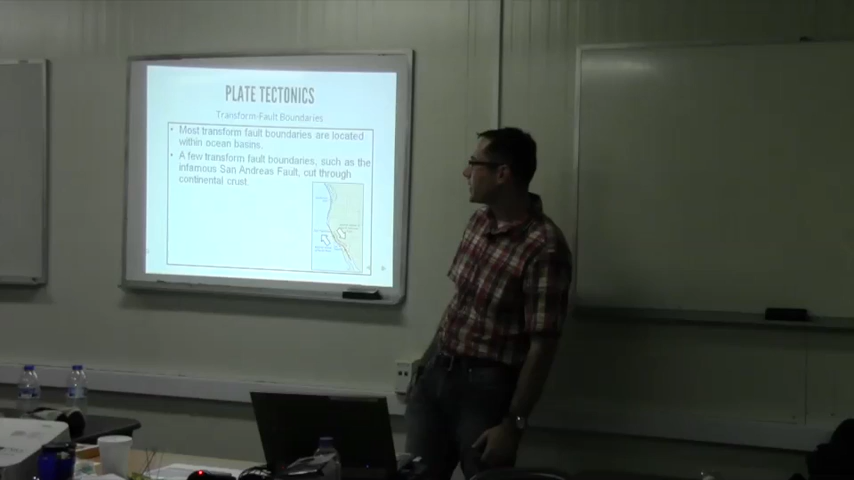 PLATE TECTONICS
Transform-Fault Boundaries
• Most transform fault boundaries are located
within ocean basins.
• A few transform fault boundaries, such as the
infamous San Andreas Fault, cut through
continental crust.